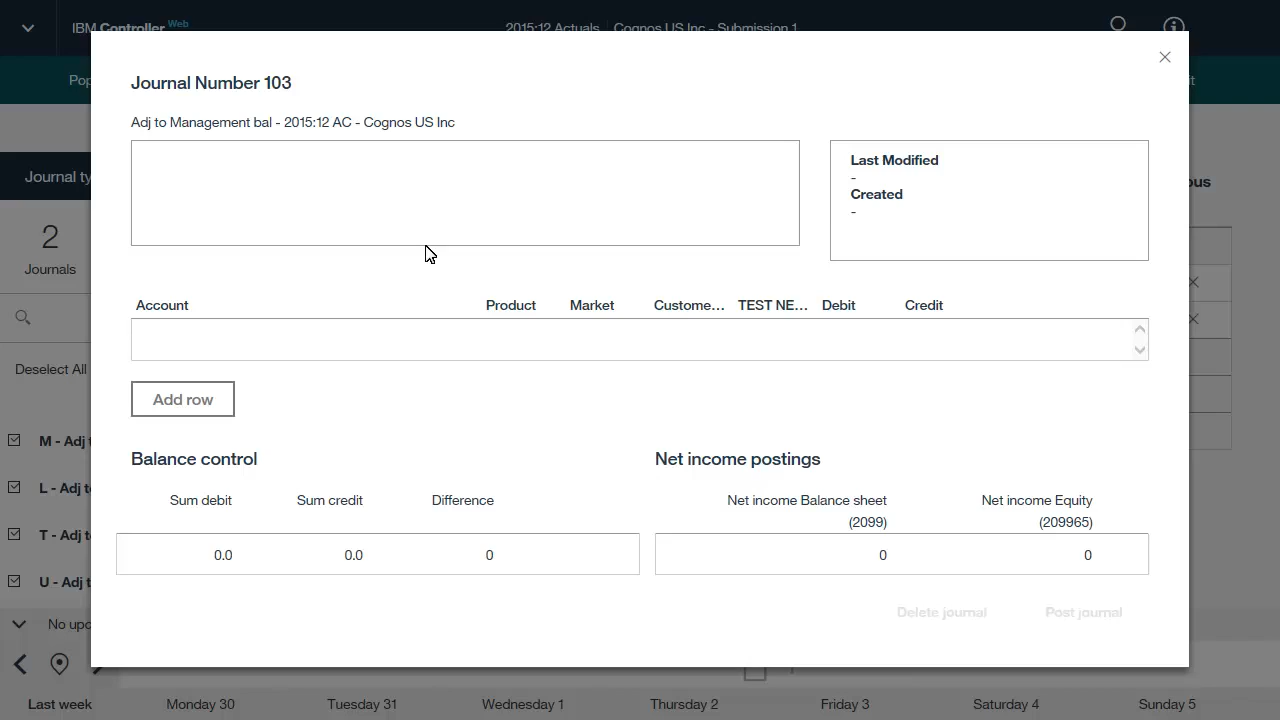 IBM Controller Web
2015:12 Actuals Cognos US Inc - Submission 1
Journal Number 103
Adj to Management bal - 2015:12 AC - Cognos US Inc
Last Modified
-
Created
-
Journal ty
2
Journals
Account Product Market Custome... TEST NE... Debit Credit
Deselect All
Add row
M - Adj t
Balance control Net income postings
L - Adj t
Sum debit Sum credit Difference Net income Balance sheet (2099) Net income Equity (209965)
T - Adj t
0.0 0.0 0 0 0
U - Adj t
Delete journal Post journal
Last week Monday 30 Tuesday 31 Wednesday 1 Thursday 2 Friday 3 Saturday 4 Sunday 5